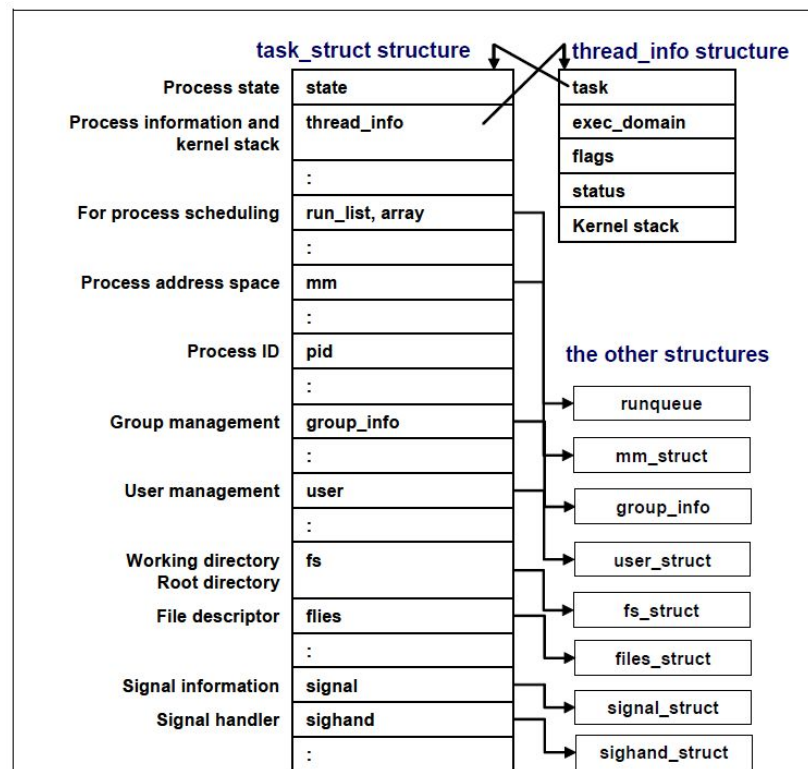 task_struct structure
thread_info structure
Process state
state
task
Process information and
kernel stack
thread_info
exec_domain
flags
:
status
For process scheduling
run_list, array
Kernel stack
:
Process address space
mm
:
Process ID
pid
the other structures
:
runqueue
Group management
group_info
:
mm_struct
User management
user
group_info
:
Working directory
Root directory
fs
user_struct
fs_struct
File descriptor
flies
:
files_struct
Signal information
signal
signal_struct
Signal handler
sighand
:
sighand_struct